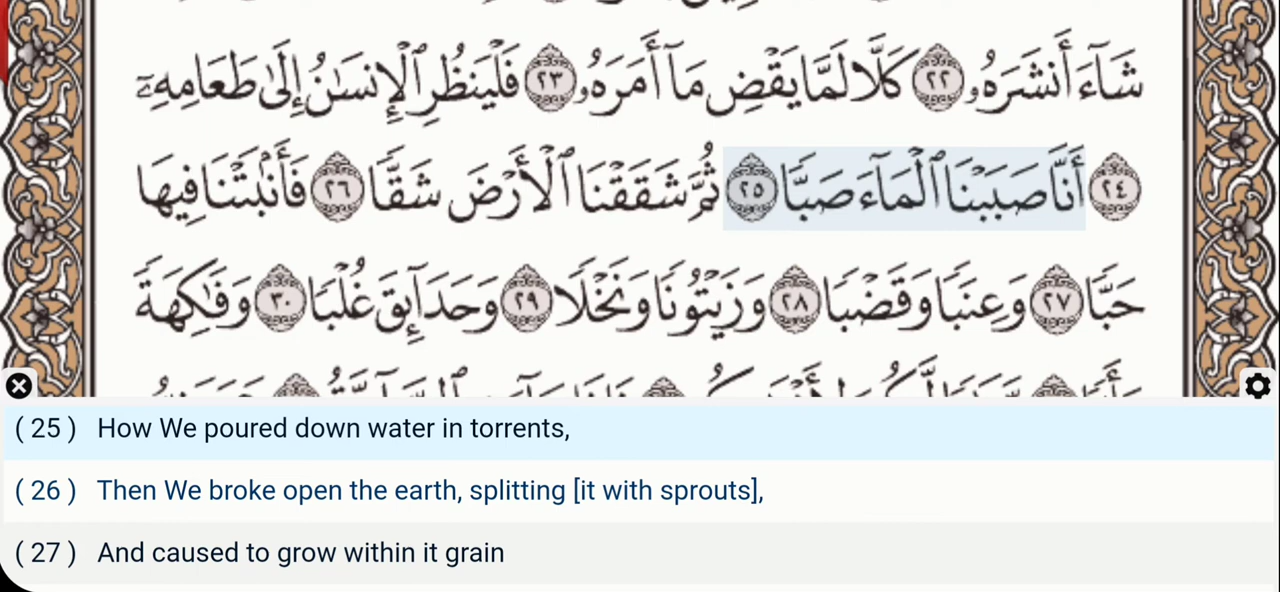 شَآءَ أَنشَرَهُۥ ٢٢ كَلَّا لَمَّا يَقْضِ مَآ أَمَرَهُۥ ٢٣ فَلْيَنظُرِ ٱلْإِنسَٰنُ إِلَىٰ طَعَامِهِۦٓ
٢٤ أَنَّا صَبَبْنَا ٱلْمَآءَ صَبًّا ٢٥ ثُمَّ شَقَقْنَا ٱلْأَرْضَ شَقًّا ٢٦ فَأَنۢبَتْنَا فِيهَا
حَبًّا ٢٧ وَعِنَبًا وَقَضْبًا ٢٨ وَزَيْتُونًا وَنَخْلًا ٢٩ وَحَدَآئِقَ غُلْبًا ٣٠ وَفَٰكِهَةً
( 25 ) How We poured down water in torrents,
( 26 ) Then We broke open the earth, splitting [it with sprouts],
( 27 ) And caused to grow within it grain